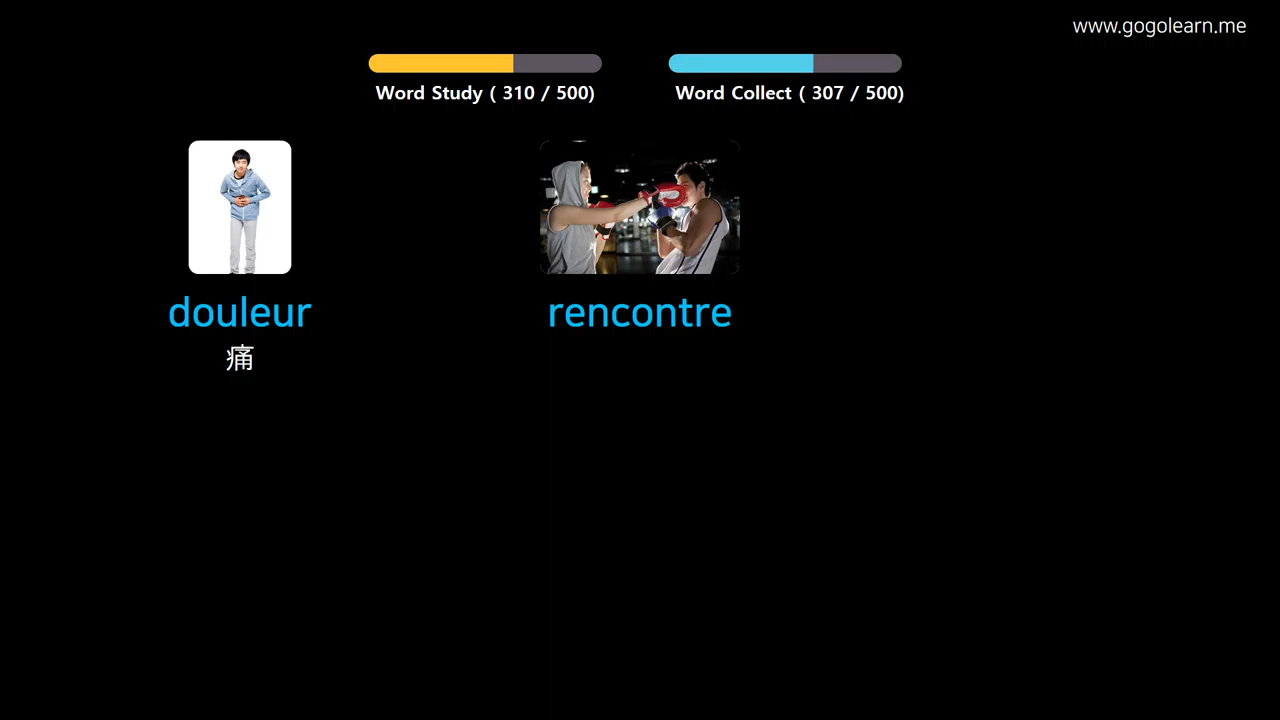 www.gogolearn.me
Word Study ( 310 / 500)
Word Collect ( 307 / 500)
douleur
rencontre
痛